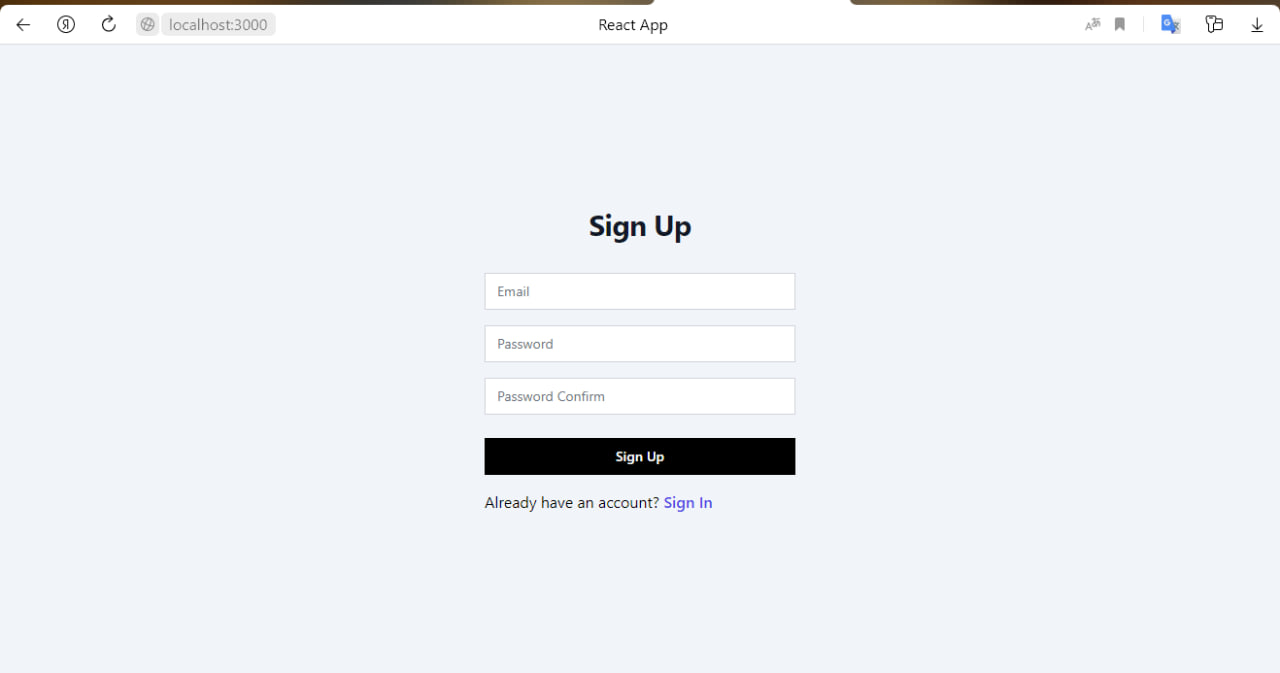 localhost:3000
React App
Sign Up
Email
Password
Password Confirm
Sign Up
Already have an account? Sign In